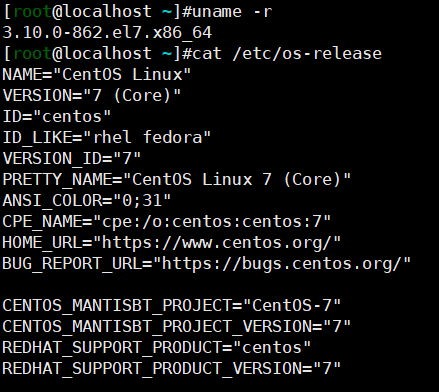 [root@localhost ~]#uname -r
3.10.0-862.el7.x86_64
[root@localhost ~]#cat /etc/os-release
NAME="CentOS Linux"
VERSION="7 (Core)"
ID="centos"
ID_LIKE="rhel fedora"
VERSION_ID="7"
PRETTY_NAME="CentOS Linux 7 (Core)"
ANSI_COLOR="0;31"
CPE_NAME="cpe:/o:centos:centos:7"
HOME_URL="https://www.centos.org/"
BUG_REPORT_URL="https://bugs.centos.org/"

CENTOS_MANTISBT_PROJECT="CentOS-7"
CENTOS_MANTISBT_PROJECT_VERSION="7"
REDHAT_SUPPORT_PRODUCT="centos"
REDHAT_SUPPORT_PRODUCT_VERSION="7"